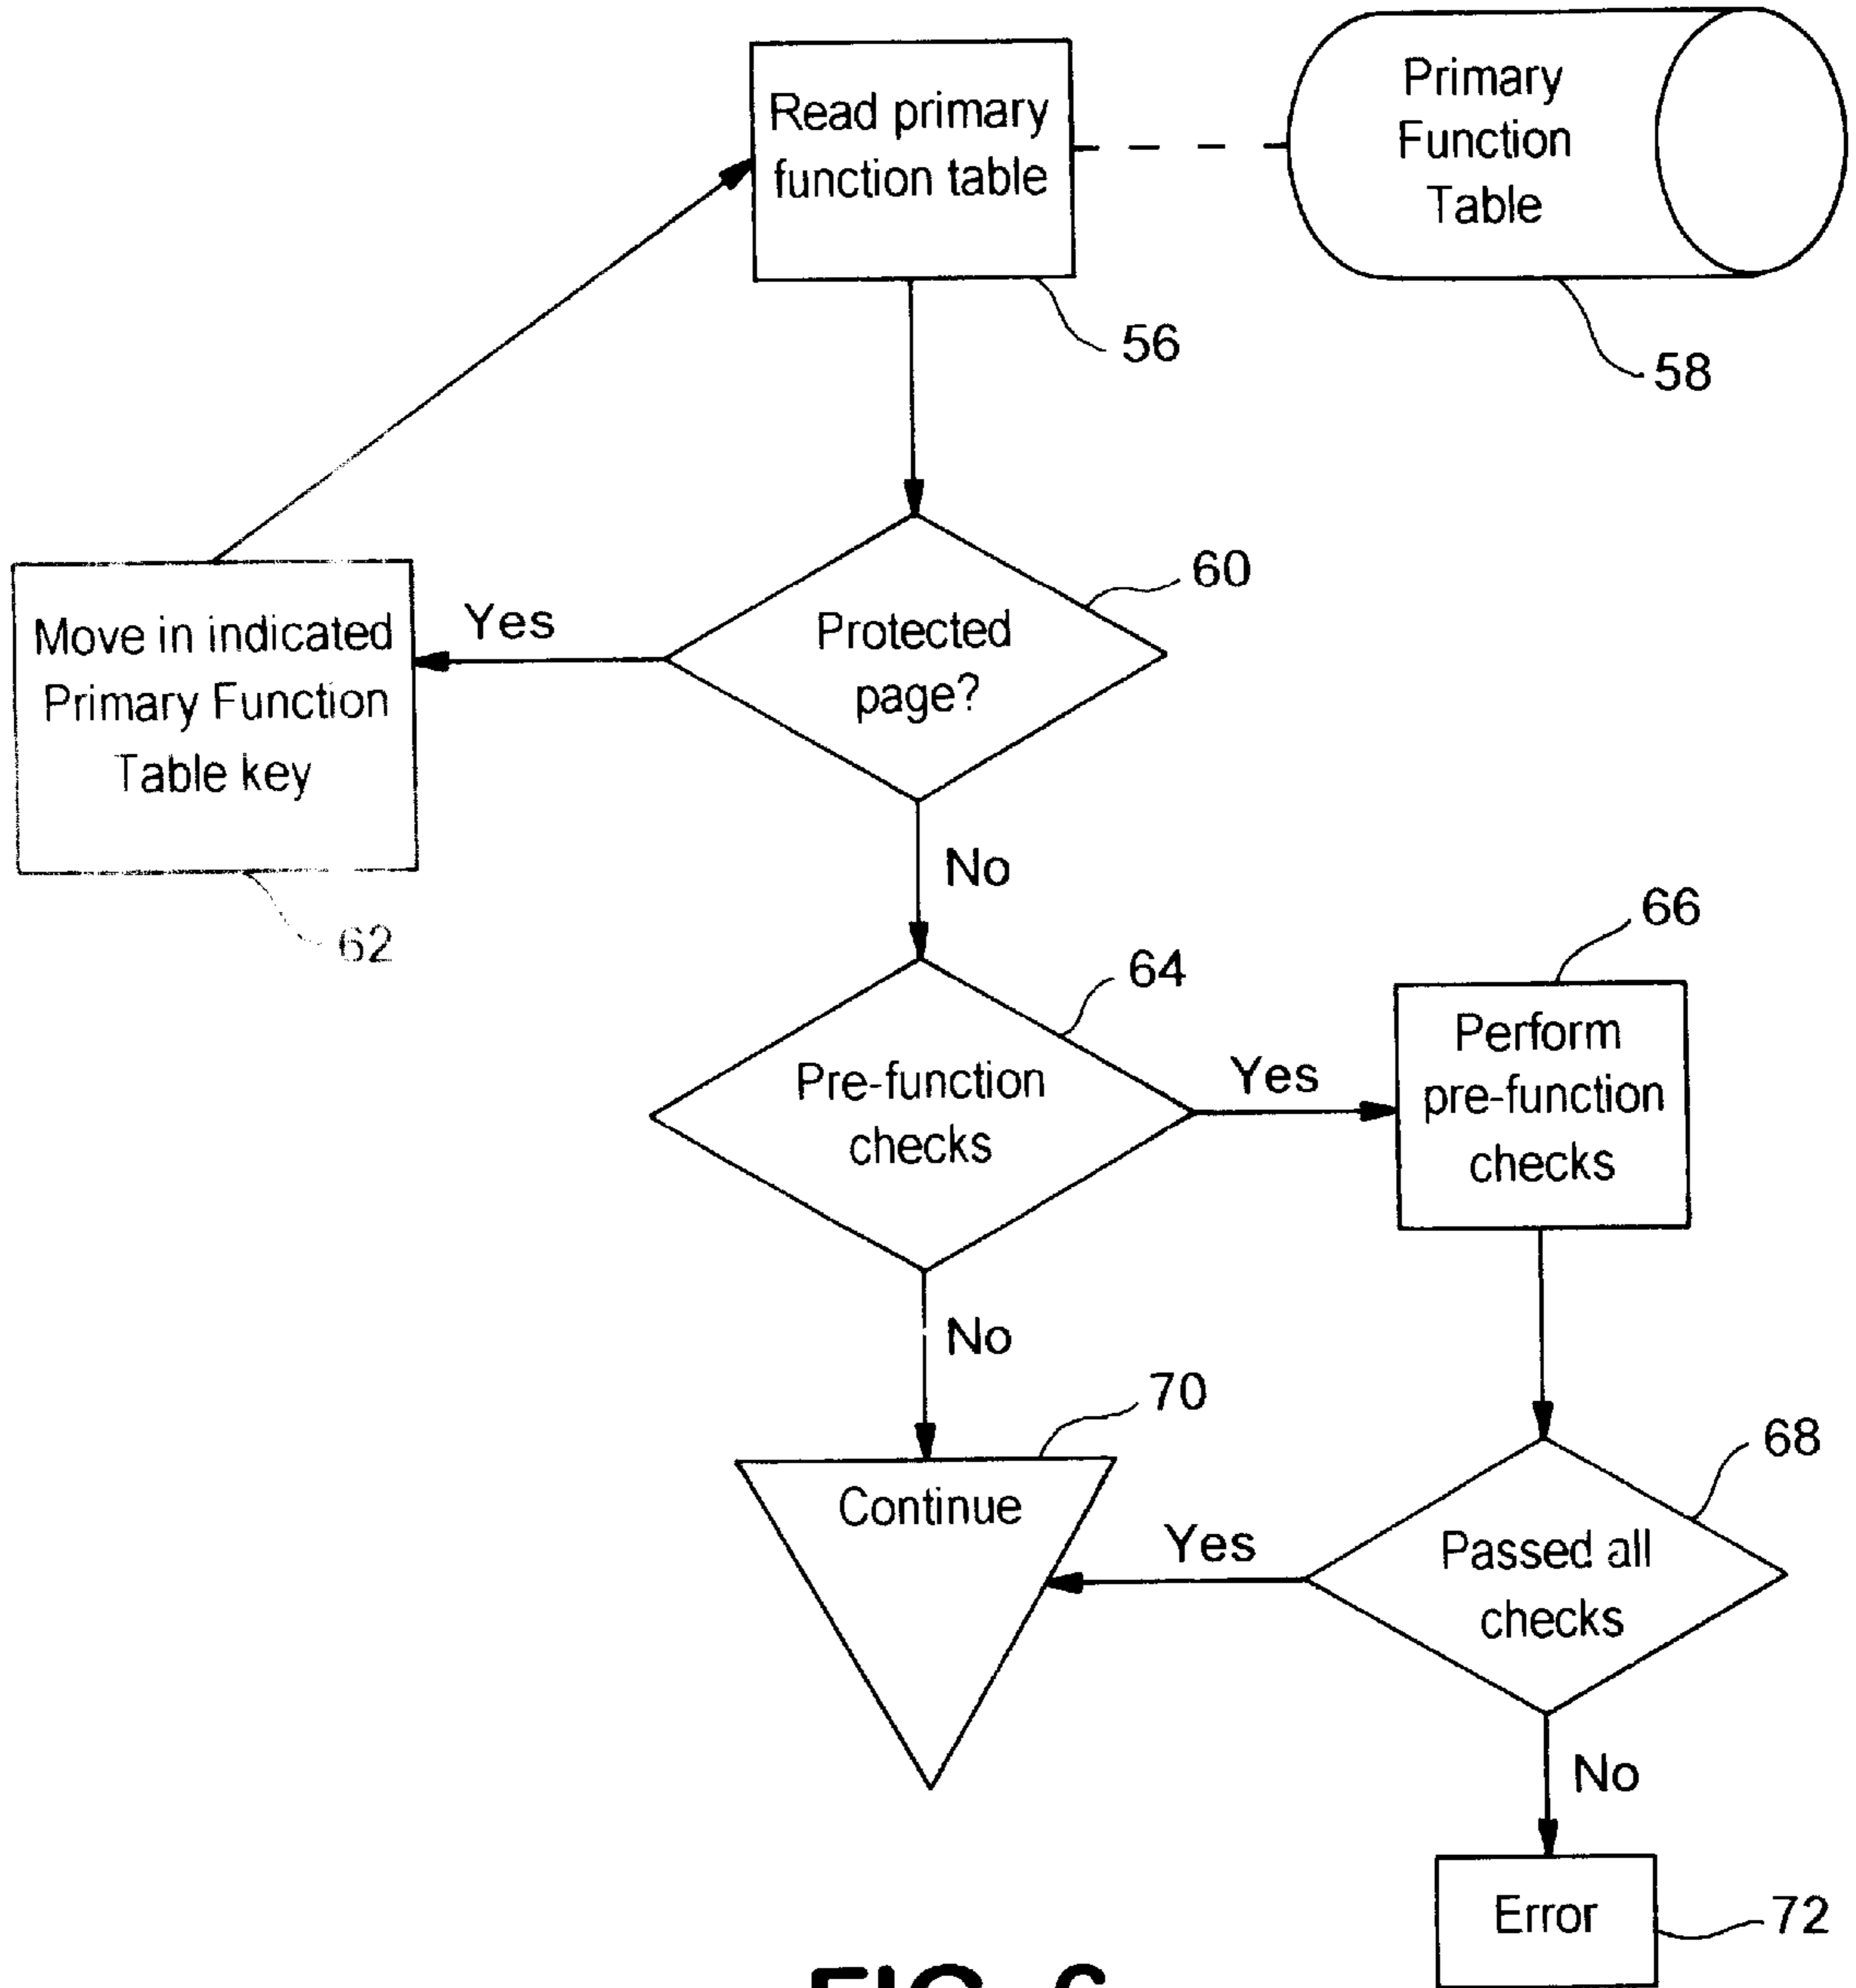 Read primary
function table
56
Primary
Function
Table
58
Protected
page?
60
Yes
Move in indicated
Primary Function
Table key
62
No
Pre-function
checks
64
Yes
Perform
pre-function
checks
66
No
Continue
70
Yes
Passed all
checks
68
No
Error
72
FIG. 6